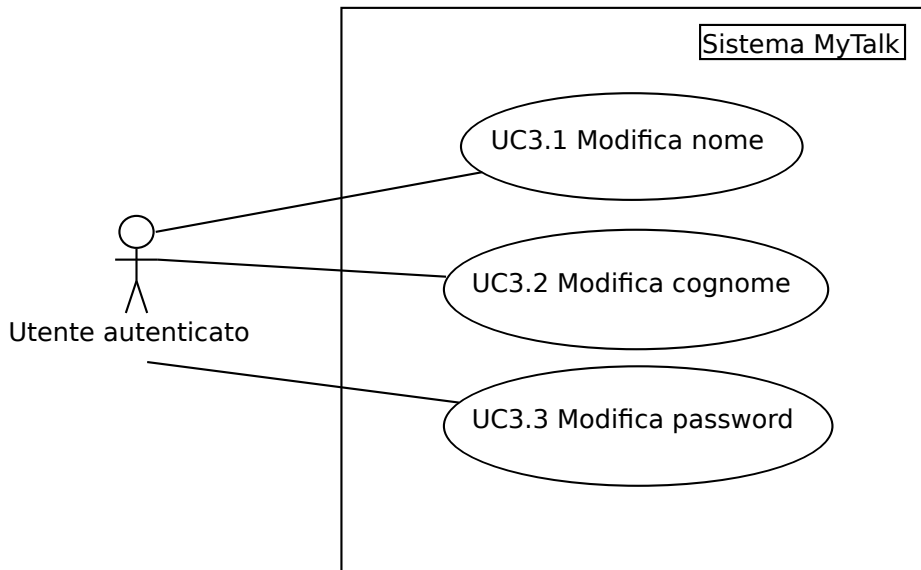 Sistema MyTalk
UC3.1 Modifica nome
UC3.2 Modifica cognome
Utente autenticato
UC3.3 Modifica password